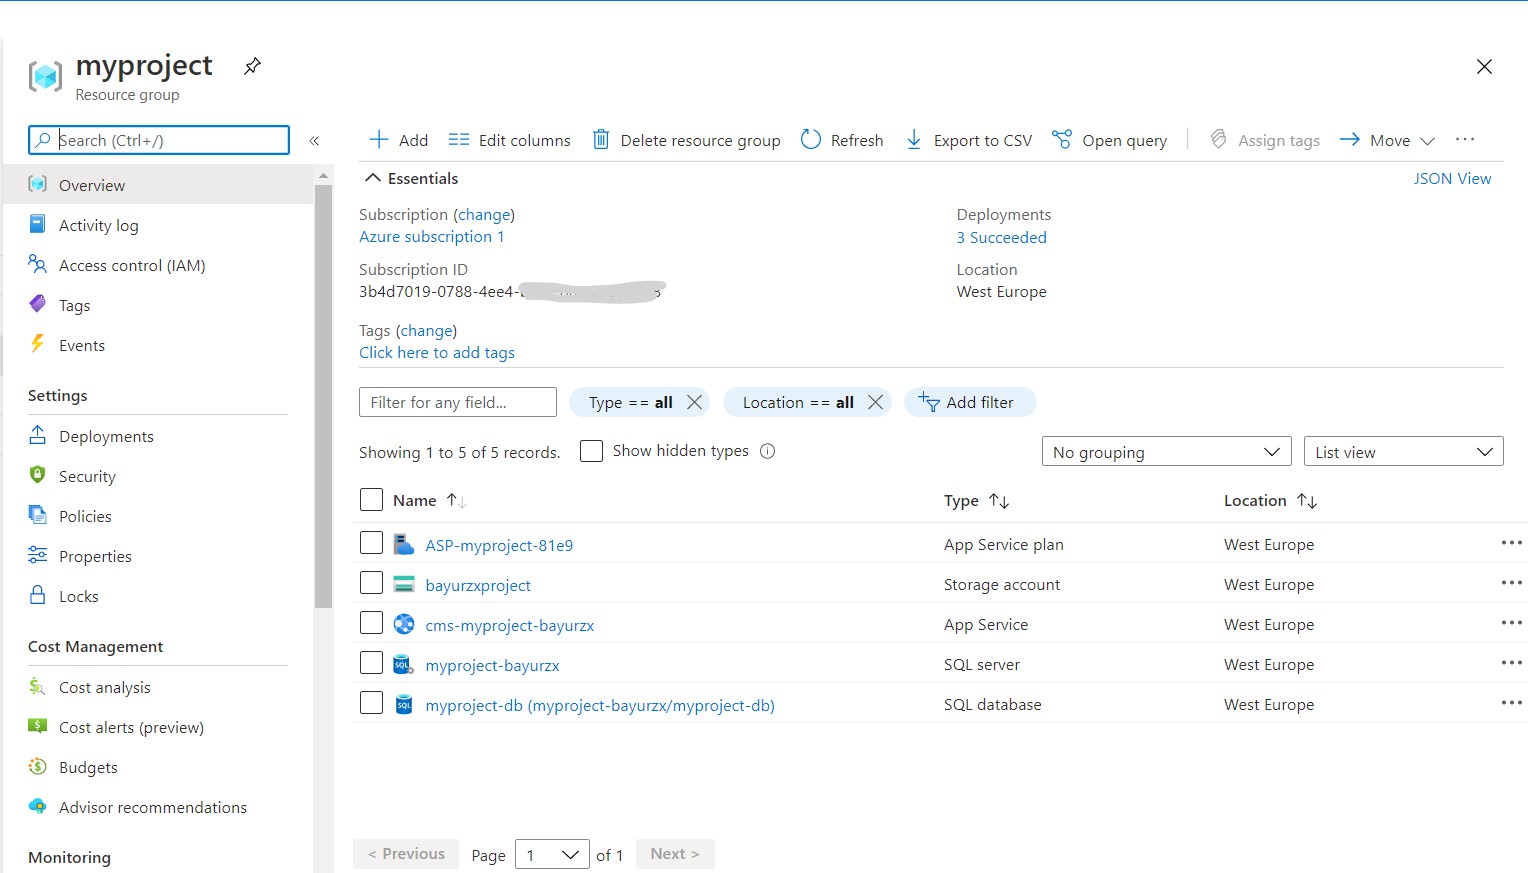 myproject
Resource group
Search (Ctrl+/)
Overview
Activity log
Access control (IAM)
Tags
Events
Settings
Deployments
Security
Policies
Properties
Locks
Cost Management
Cost analysis
Cost alerts (preview)
Budgets
Advisor recommendations
Monitoring
Add Edit columns Delete resource group Refresh Export to CSV Open query Assign tags Move
Essentials JSON View
Subscription (change)
Azure subscription 1
Subscription ID
3b4d7019-0788-4ee4-
Tags (change)
Click here to add tags
Deployments
3 Succeeded
Location
West Europe
Filter for any field... Type == all Location == all Add filter
Showing 1 to 5 of 5 records. Show hidden types No grouping List view
Name Type Location
ASP-myproject-81e9 App Service plan West Europe
bayurzxproject Storage account West Europe
cms-myproject-bayurzx App Service West Europe
SQL myproject-bayurzx SQL server West Europe
SQL myproject-db (myproject-bayurzx/myproject-db) SQL database West Europe
< Previous Page 1 of 1 Next >